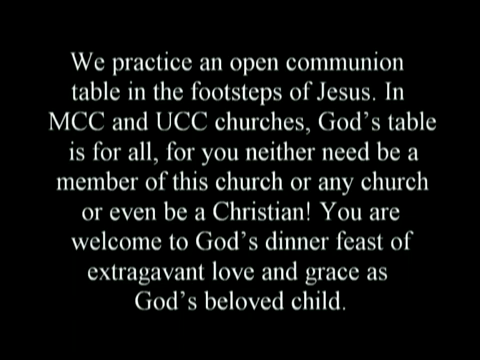 We practice an open communion
table in the footsteps of Jesus. In
MCC and UCC churches, God's table
is for all, for you neither need be a
member of this church or any church
or even be a Christian! You are
welcome to God's dinner feast of
extragavant love and grace as
God's beloved child.